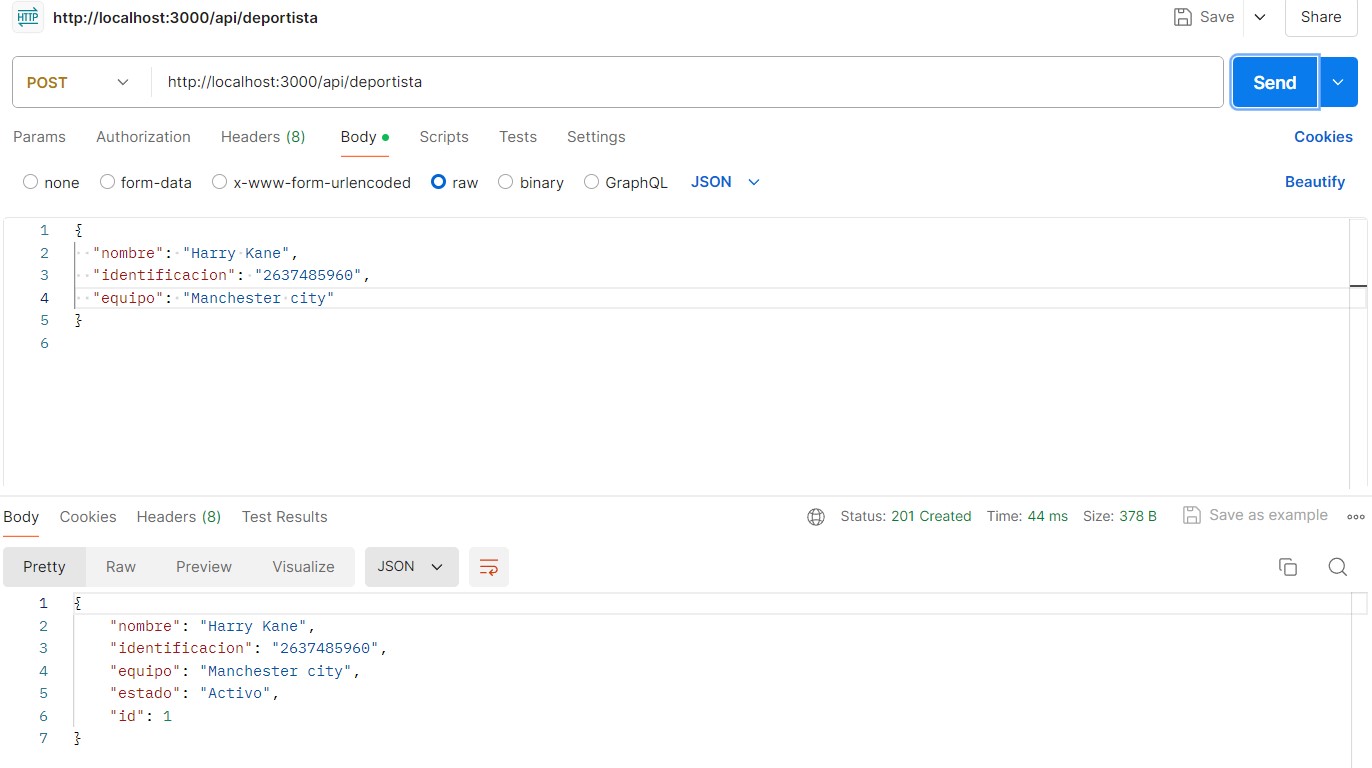 HTTP http://localhost:3000/api/deportista Save Share
POST http://localhost:3000/api/deportista Send
Params Authorization Headers (8) Body Scripts Tests Settings Cookies
none form-data x-www-form-urlencoded raw binary GraphQL JSON Beautify
1 {
2 "nombre": "Harry Kane",
3 "identificacion": "2637485960",
4 "equipo": "Manchester city"
5 }
6
Body Cookies Headers (8) Test Results Status: 201 Created Time: 44 ms Size: 378 B Save as example
Pretty Raw Preview Visualize JSON
1 {
2 "nombre": "Harry Kane",
3 "identificacion": "2637485960",
4 "equipo": "Manchester city",
5 "estado": "Activo",
6 "id": 1
7 }